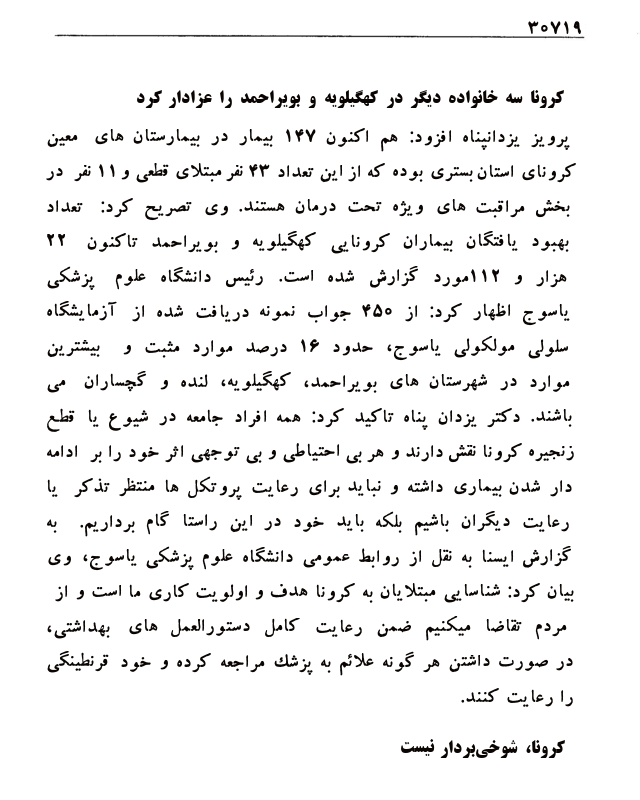 ۳۰۷۱۹
کرونا سه خانواده دیگر در کهگیلویه و بویراحمد را عزادار کرد
پرویز یزدانپناه افزود: هم اکنون ۱۴۷ بیمار در بیمارستان های معین
کرونای استان بستری بوده که از این تعداد ۴۳ نفر مبتلای قطعی و ۱۱ نفر در
بخش مراقبت های ویژه تحت درمان هستند. وی تصریح کرد: تعداد
بهبود یافتگان بیماران کرونایی کهگیلویه و بویراحمد تاکنون ۲۲
هزار و ۱۱۲مورد گزارش شده است. رئیس دانشگاه علوم پزشکی
یاسوج اظهار کرد: از ۴۵۰ جواب نمونه دریافت شده از آزمایشگاه
سلولی مولکولی یاسوج، حدود ۱۶ درصد موارد مثبت و بیشترین
موارد در شهرستان های بویراحمد، کهگیلویه، لنده و گچساران می
باشند. دکتر یزدان پناه تاکید کرد: همه افراد جامعه در شیوع یا قطع
زنجیره کرونا نقش دارند و هر بی احتیاطی و بی توجهی اثر خود را بر ادامه
دار شدن بیماری داشته و نباید برای رعایت پروتکل ها منتظر تذکر یا
رعایت دیگران باشیم بلکه باید خود در این راستا گام برداریم. به
گزارش ایسنا به نقل از روابط عمومی دانشگاه علوم پزشکی یاسوج، وی
بیان کرد: شناسایی مبتلایان به کرونا هدف و اولویت کاری ما است و از
مردم تقاضا میکنیم ضمن رعایت کامل دستورالعمل های بهداشتی،
در صورت داشتن هر گونه علائم به پزشک مراجعه کرده و خود قرنطینگی
را رعایت کنند.
کرونا، شوخی‌بردار نیست